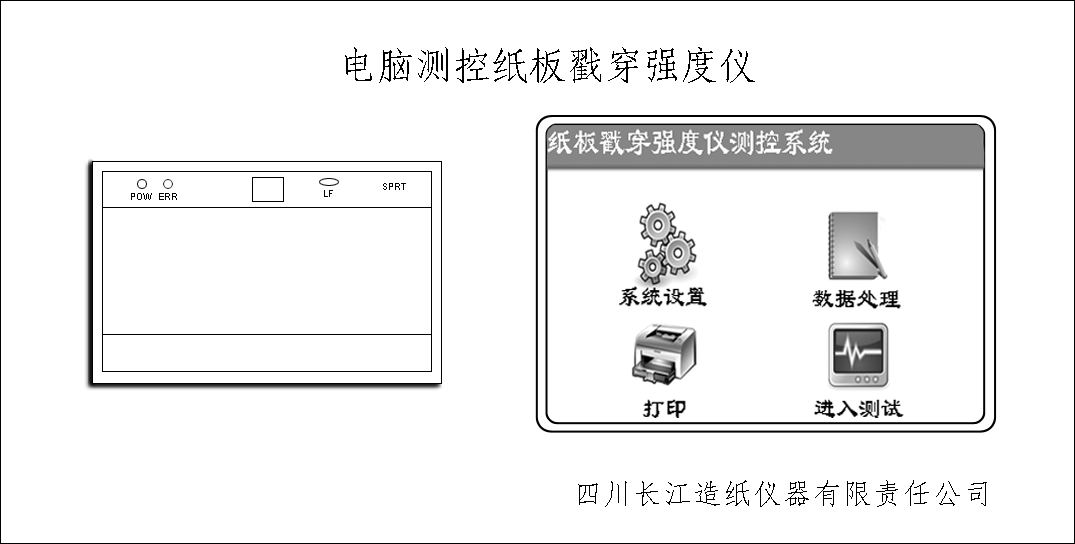 电脑测控纸板戳穿强度仪
纸板戳穿强度仪测控系统
POW ERR
LF
SPRT
系统设置
数据处理
打印
进入测试
四川长江造纸仪器有限责任公司